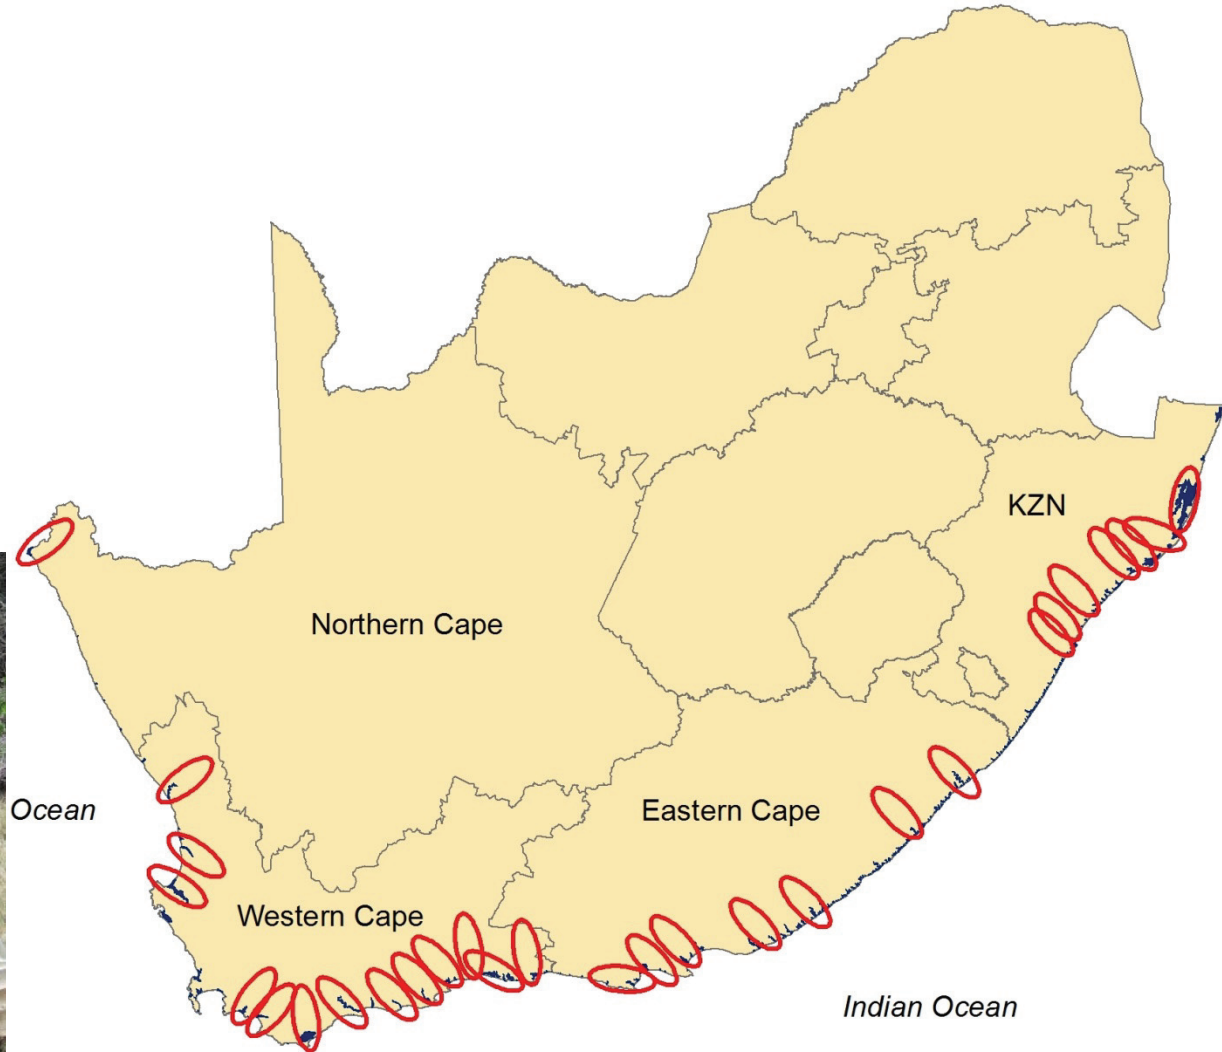 KZN
Northern Cape
Ocean
Eastern Cape
Western Cape
Indian Ocean